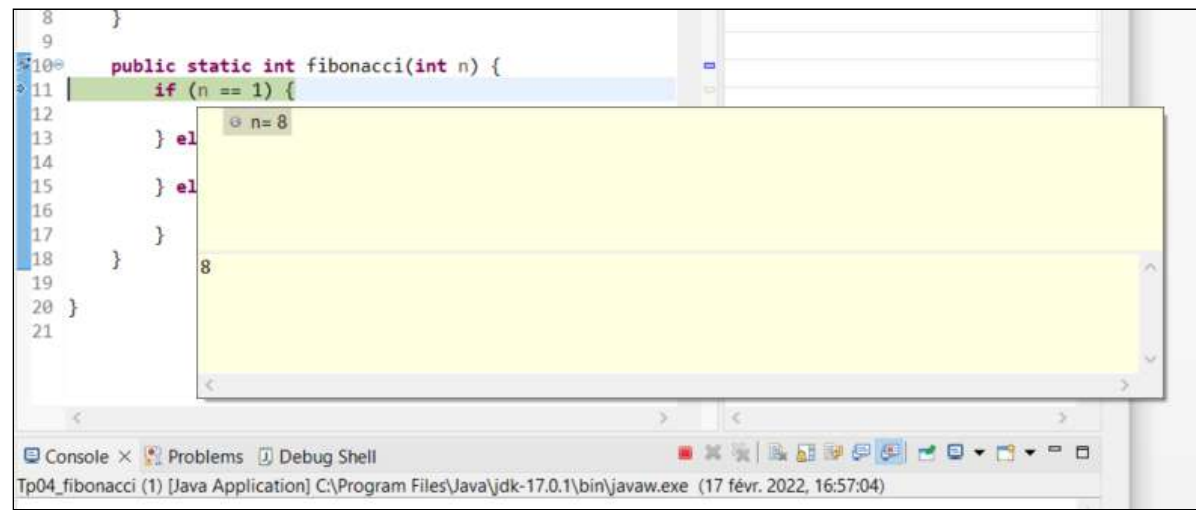 8 }
9
10 public static int fibonacci(int n) {
11 if (n == 1) {
12
n= 8
13 } el
14
15 } el
16
17 }
18 }
8
19
20 }
21
Console Problems Debug Shell
Tp04_fibonacci (1) [Java Application] C:\Program Files\Java\jdk-17.0.1\bin\javaw.exe (17 févr. 2022, 16:57:04)